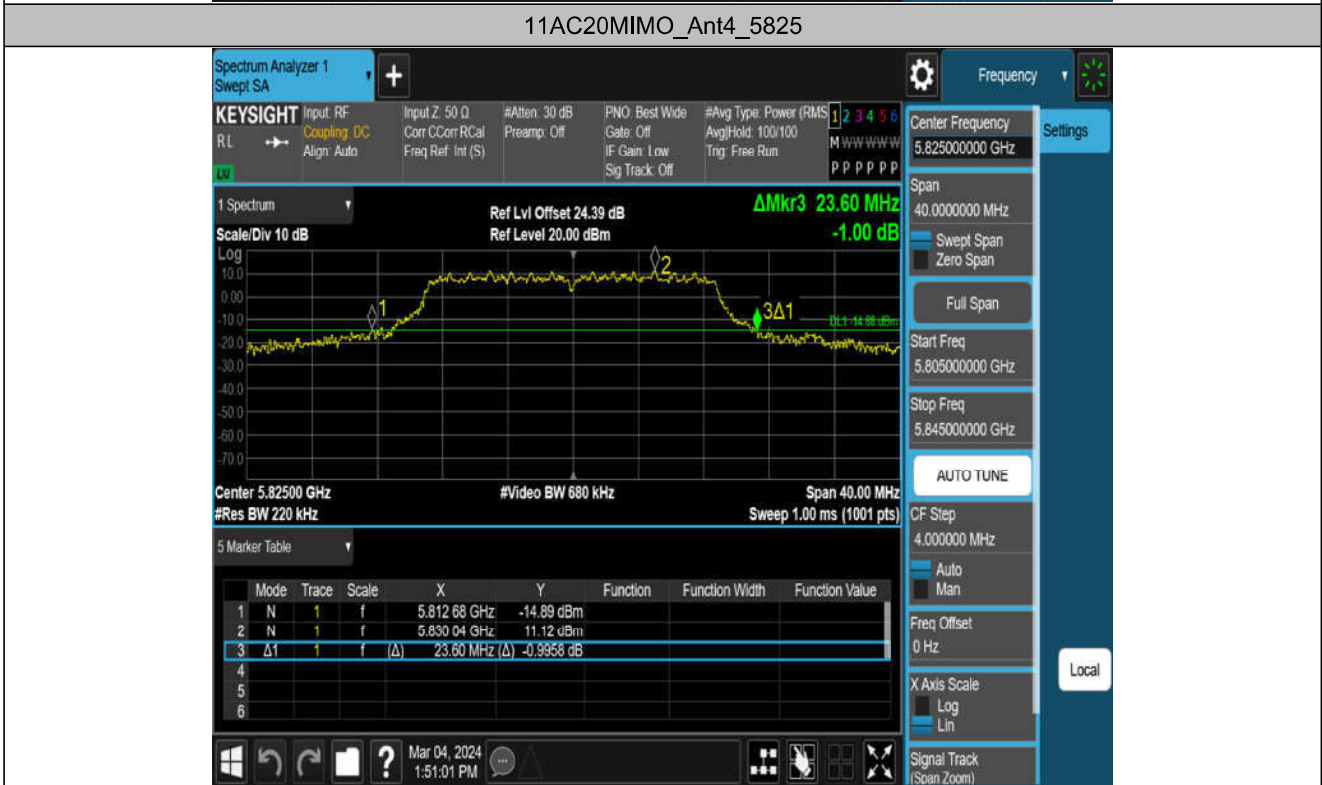 11AC20MIMO_Ant4_5825
Spectrum Analyzer 1
Swept SA
+
Frequency
KEYSIGHT
RL
LXI
Input: RF
Coupling: DC
Align: Auto
Input Z: 50 Ω
Corr CCorr RCal
Freq Ref: Int (S)
#Atten: 30 dB
Preamp: Off
PNO: Best Wide
Gate: Off
IF Gain: Low
Sig Track: Off
#Avg Type: Power (RMS
Avg|Hold: 100/100
Trig: Free Run
1 2 3 4 5 6
M W W W W W
P P P P P P
1 Spectrum
Scale/Div 10 dB
Ref Lvl Offset 24.39 dB
Ref Level 20.00 dBm
ΔMkr3 23.60 MHz
-1.00 dB
Log
10.0
0.00
-10.0
-20.0
-30.0
-40.0
-50.0
-60.0
-70.0
1
2
3Δ1
DL1 -14.88 dBm
Center 5.82500 GHz
#Res BW 220 kHz
#Video BW 680 kHz
Span 40.00 MHz
Sweep 1.00 ms (1001 pts)
5 Marker Table
Mode Trace Scale X Y Function Function Width Function Value
1 N 1 f 5.812 68 GHz -14.89 dBm
2 N 1 f 5.830 04 GHz 11.12 dBm
3 Δ1 1 f (Δ) 23.60 MHz (Δ) -0.9958 dB
4
5
6
Mar 04, 2024
1:51:01 PM
?
Center Frequency
5.825000000 GHz
Settings
Span
40.0000000 MHz
Swept Span
Zero Span
Full Span
Start Freq
5.805000000 GHz
Stop Freq
5.845000000 GHz
AUTO TUNE
CF Step
4.000000 MHz
Auto
Man
Freq Offset
0 Hz
X Axis Scale
Log
Lin
Local
Signal Track
(Span Zoom)